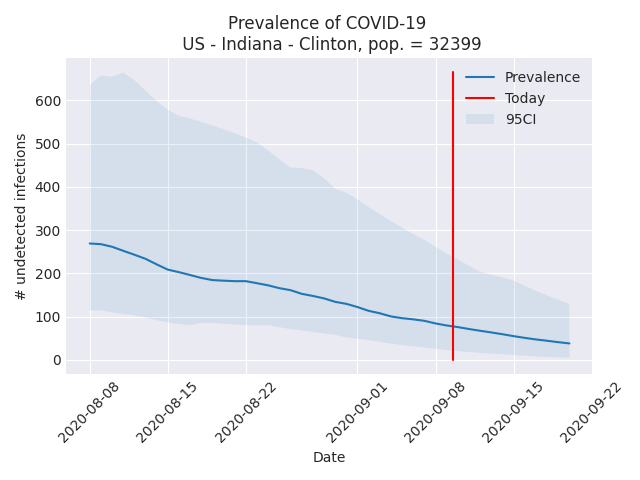 Prevalence of COVID-19
US - Indiana - Clinton, pop. = 32399
# undetected infections
600
500
400
300
200
100
0
Prevalence
Today
95CI
2020-08-08
2020-08-15
2020-08-22
2020-09-01
2020-09-08
2020-09-15
2020-09-22
Date